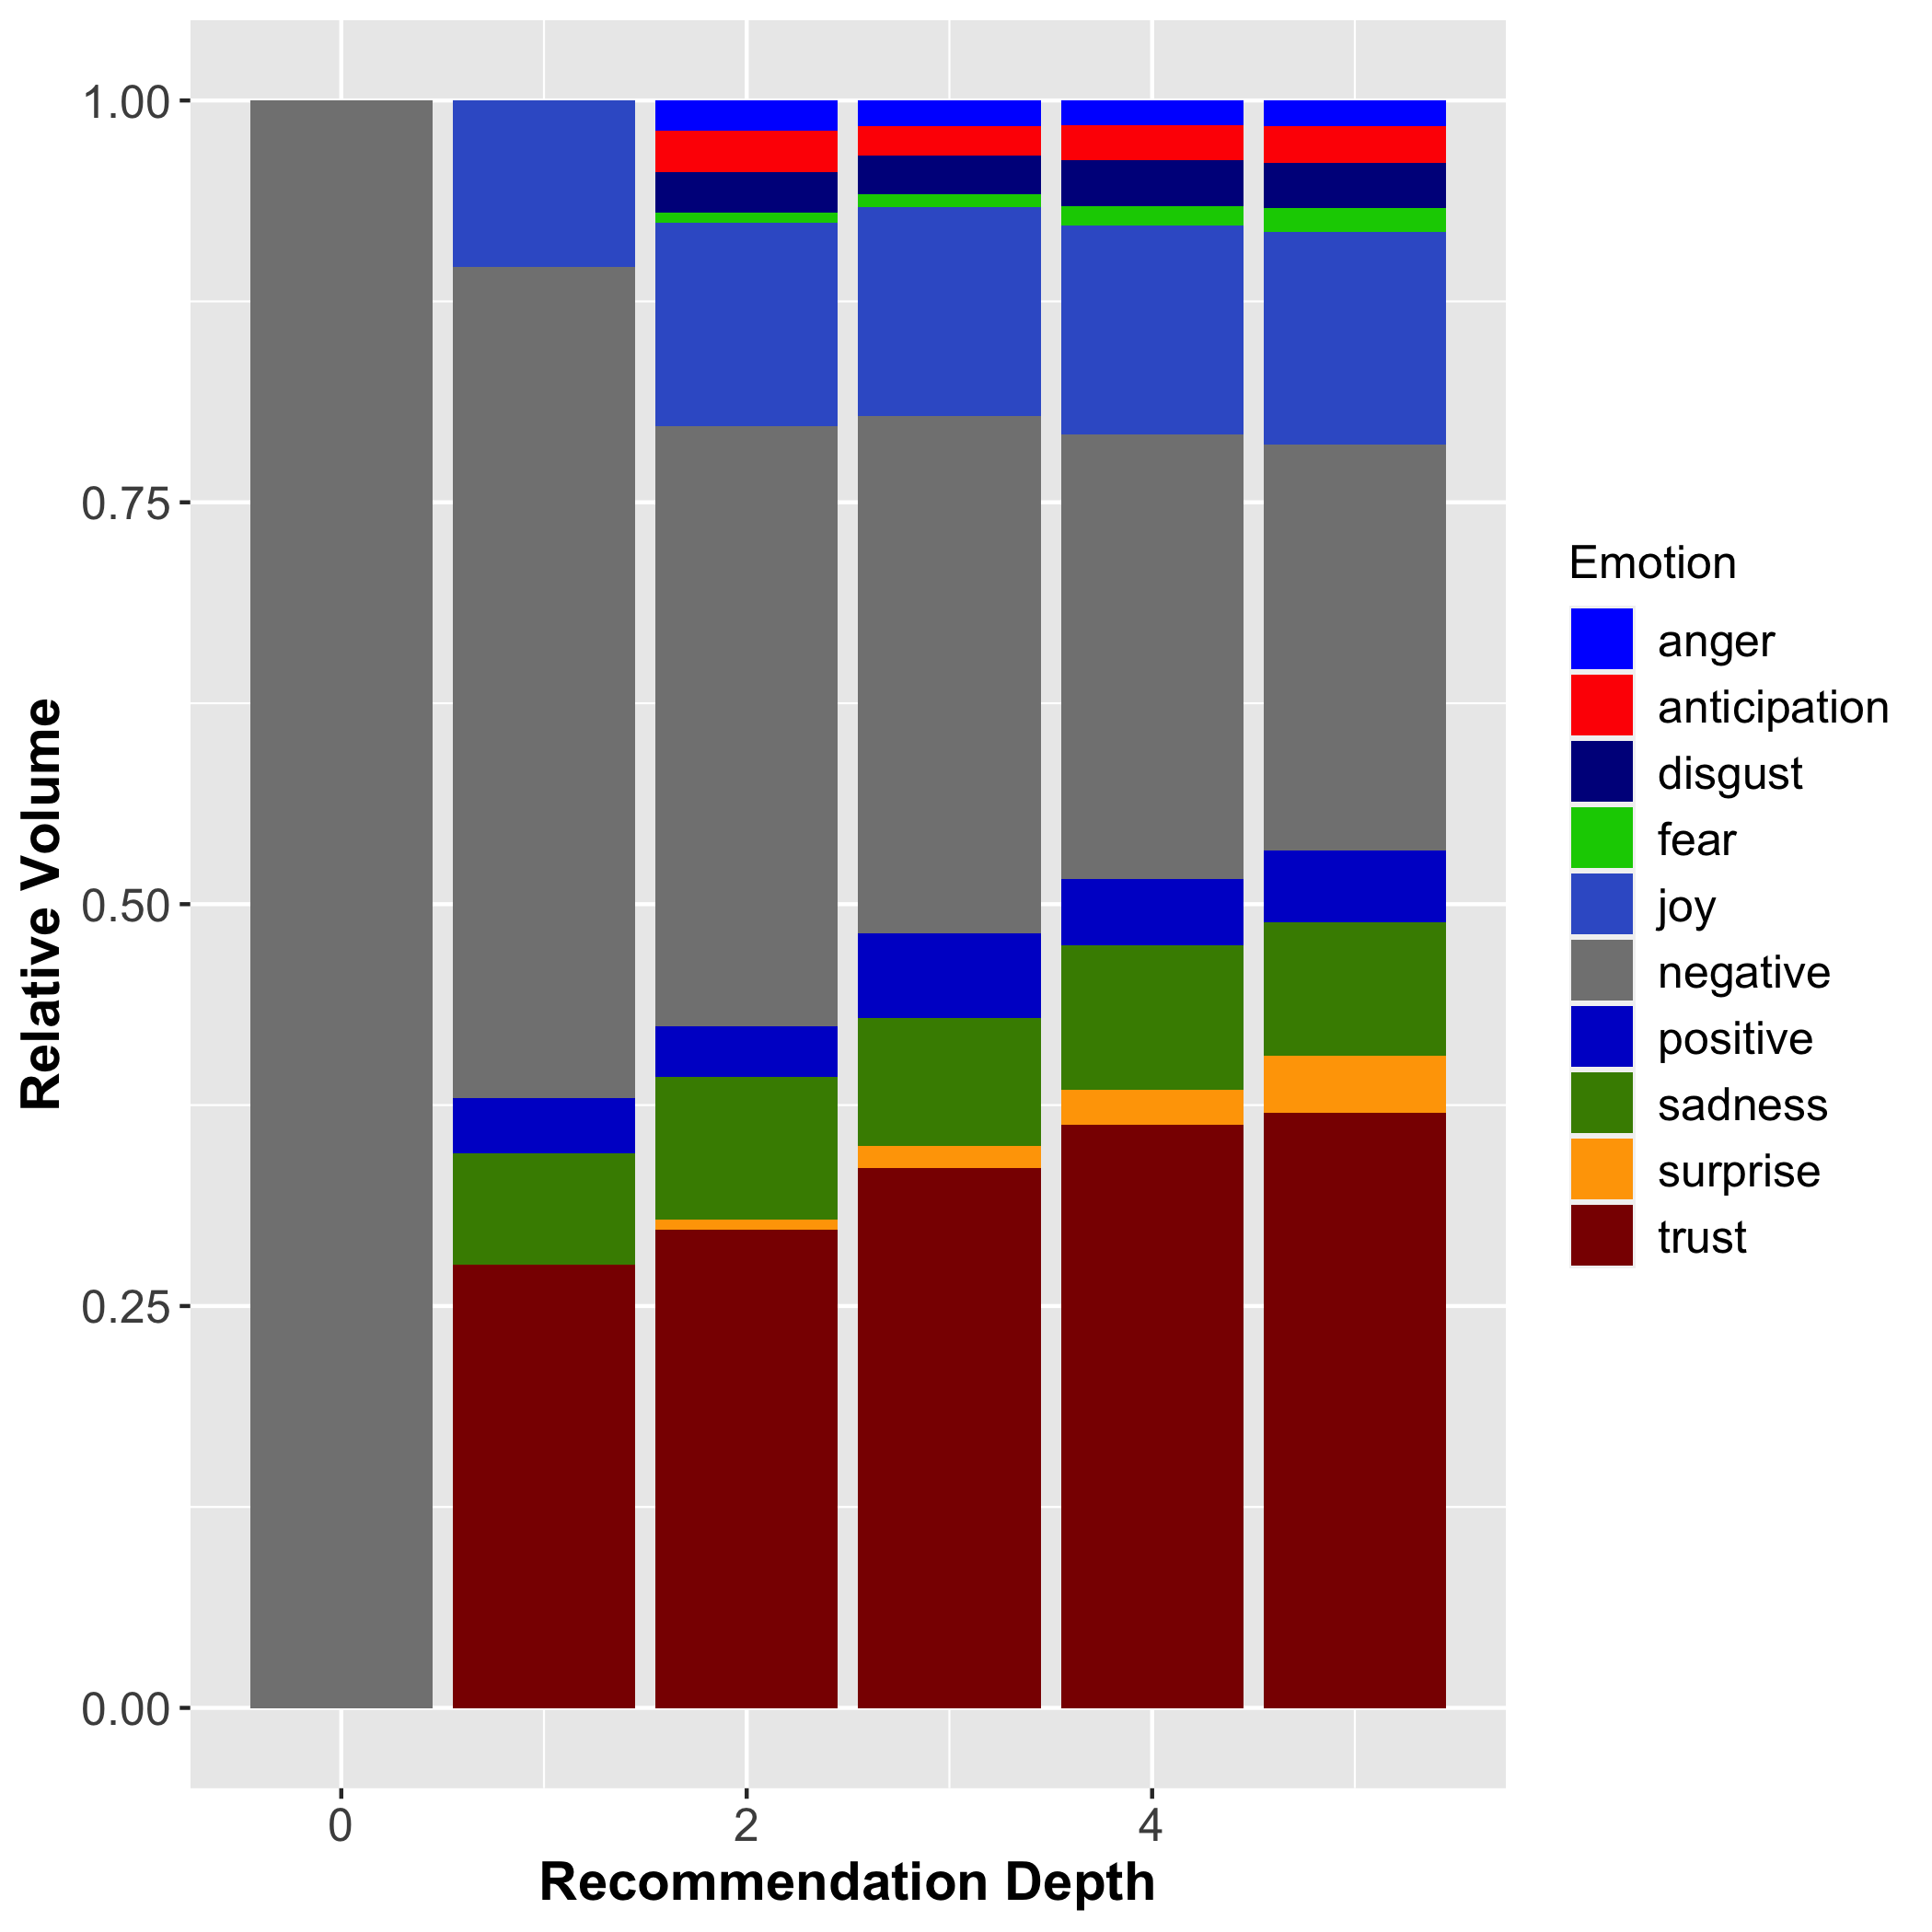 Relative Volume
1.00
0.75
0.50
0.25
0.00
0
2
4
Recommendation Depth
Emotion
anger
anticipation
disgust
fear
joy
negative
positive
sadness
surprise
trust